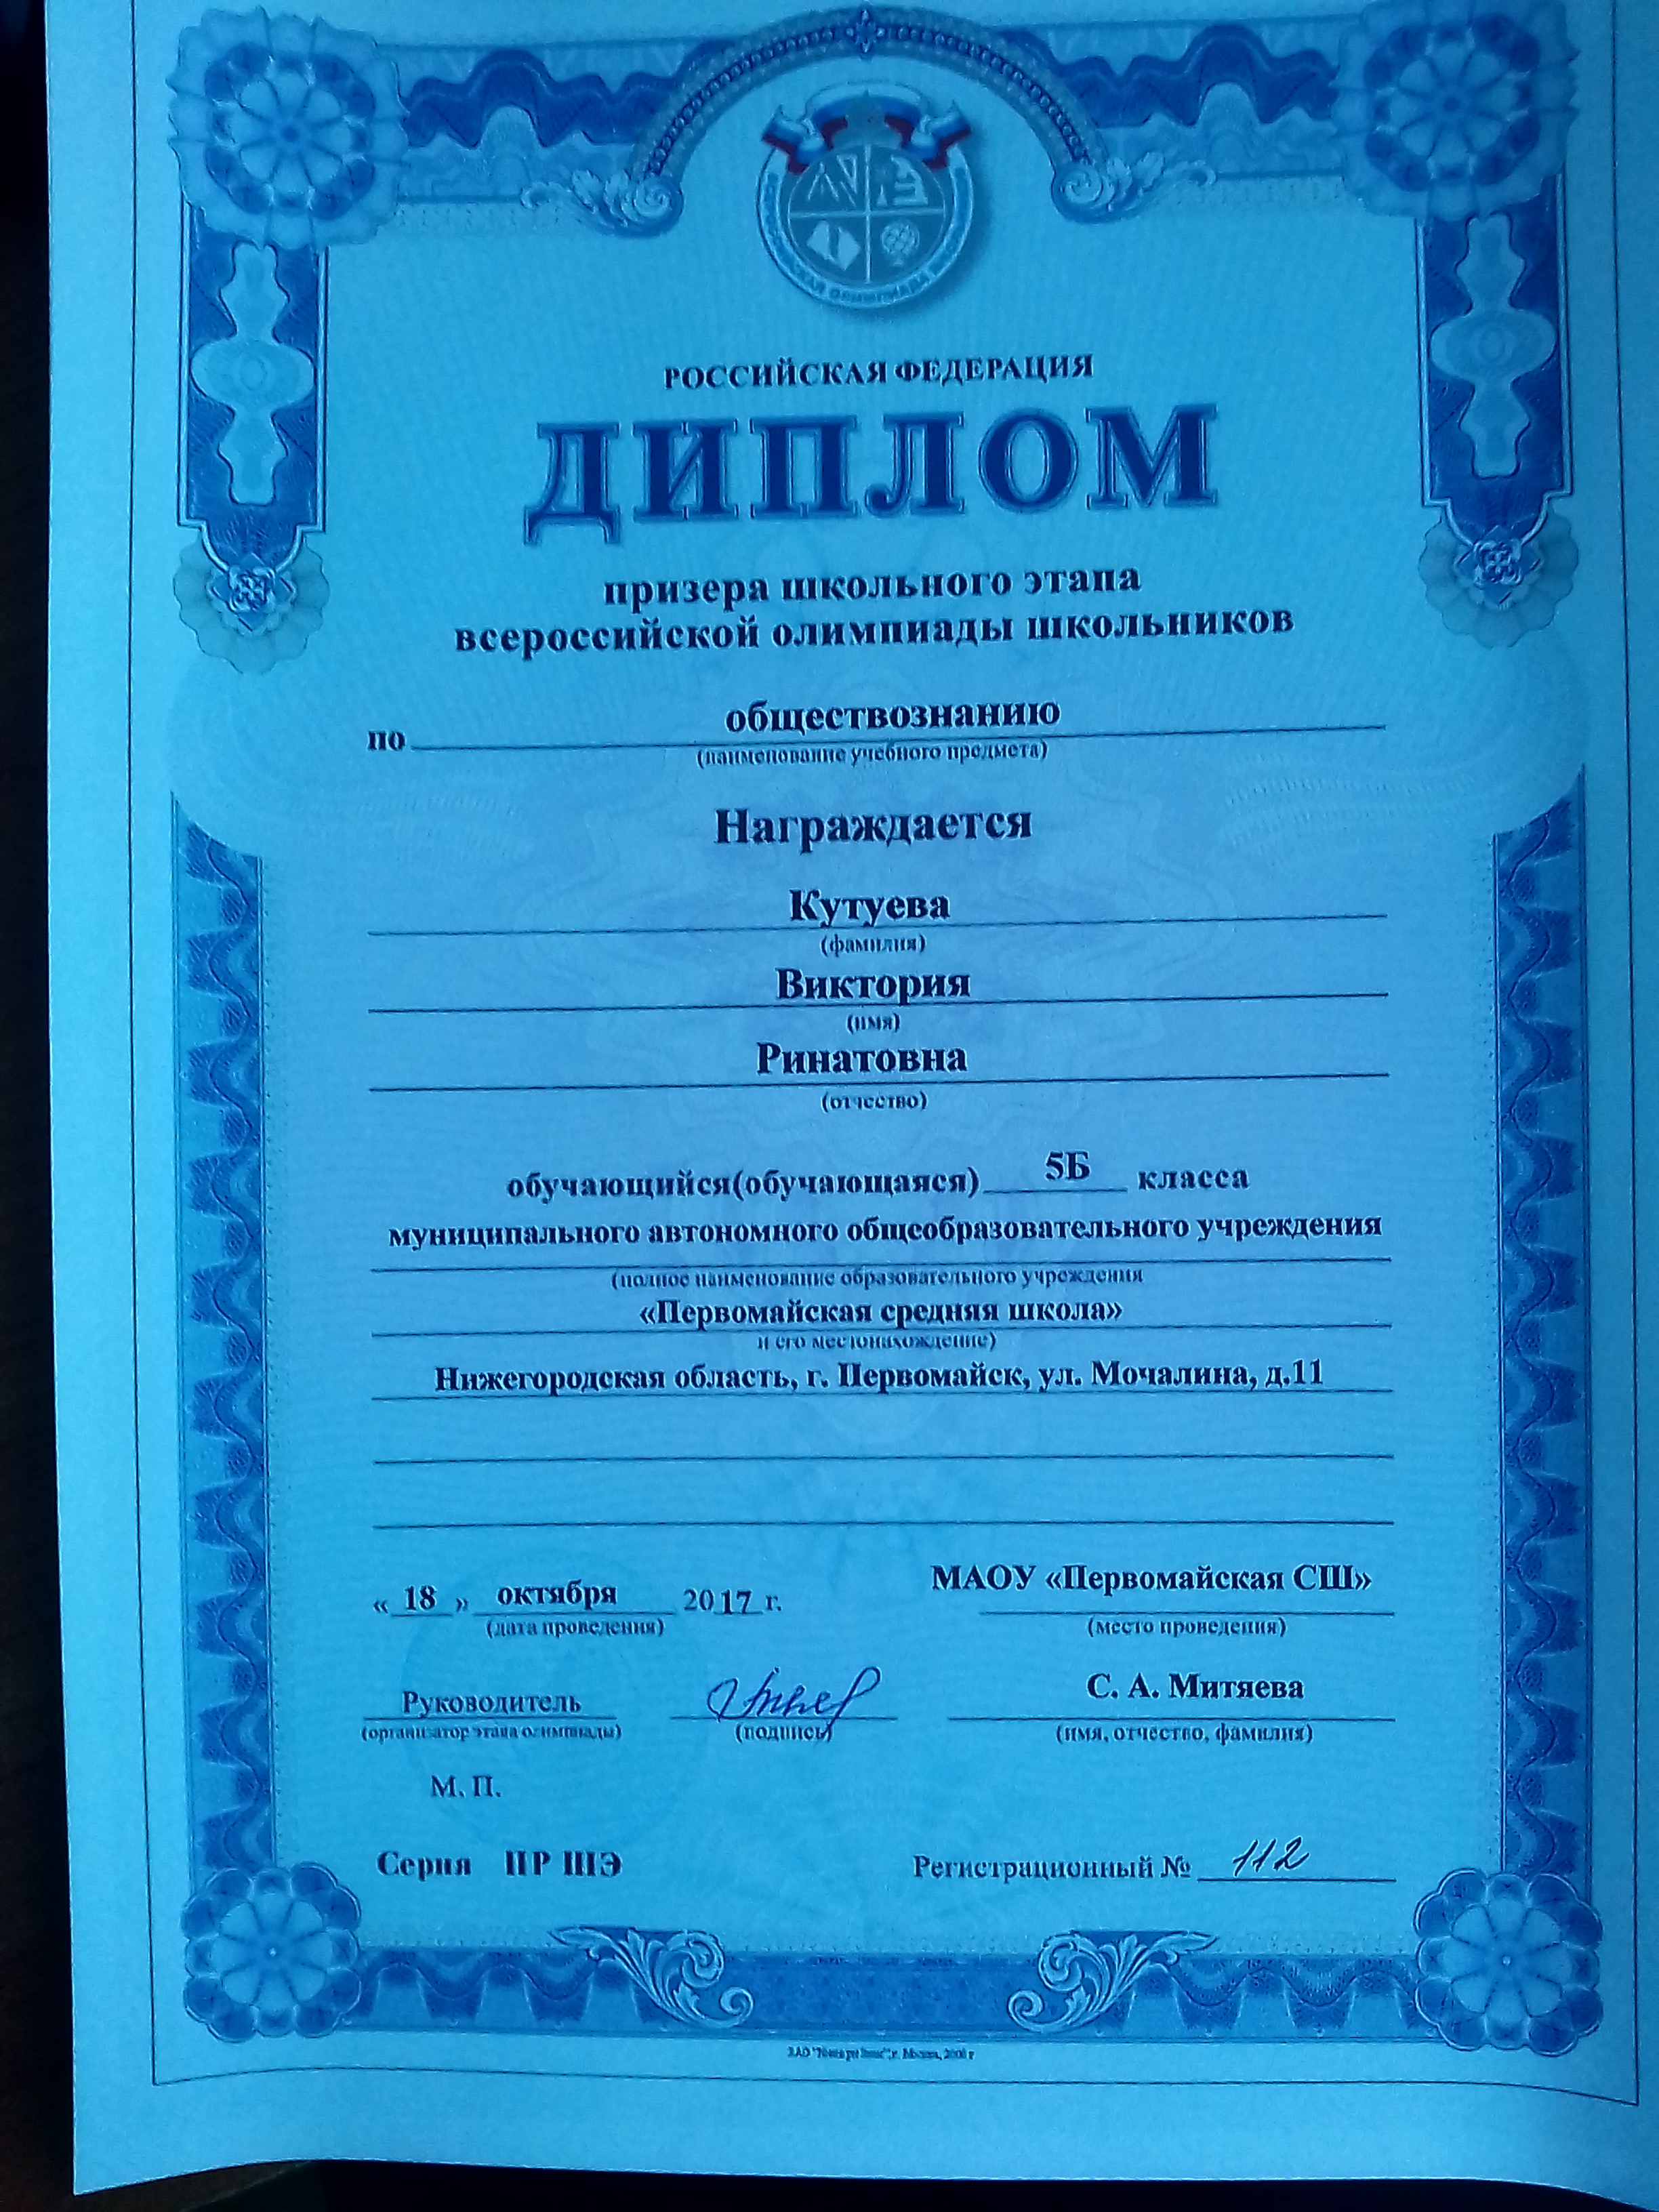 РОССИЙСКАЯ ФЕДЕРАЦИЯ
ДИПЛОМ
призера школьного этапа
всероссийской олимпиады школьников
по обществознанию
(наименование учебного предмета)
Награждается
Кутуева
(фамилия)
Виктория
(имя)
Ринатовна
(отчество)
обучающийся(обучающаяся) 5Б класса
муниципального автономного общеобразовательного учреждения
(полное наименование образовательного учреждения
«Первомайская средняя школа»
и его местонахождение)
Нижегородская область, г. Первомайск, ул. Мочалина, д.11
« 18 » октября 2017 г.
(дата проведения)
МАОУ «Первомайская СШ»
(место проведения)
Руководитель
(организатор этапа олимпиады)
(подпись)
С. А. Митяева
(имя, отчество, фамилия)
М. П.
Серия ПР ШЭ
Регистрационный № 112